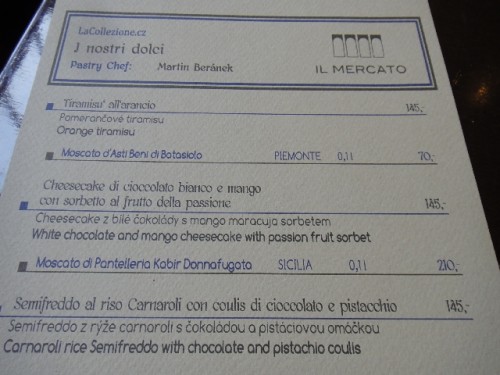 LaCollezione.cz
I nostri dolci
Pastry Chef: Martin Beránek
IL MERCATO
Tiramisu' all'arancio 145,-
Pomerančové tiramisu
Orange tiramisu
Moscato d'Asti Beni di Batasiolo PIEMONTE 0,1 l 70,-
Cheesecake di cioccolato bianco e mango
con sorbetto al frutto della passione 145,-
Cheesecake z bílé čokolády s mango maracuja sorbetem
White chocolate and mango cheesecake with passion fruit sorbet
Moscato di Pantelleria Kabir Donnafugata SICILIA 0,1 l 210,-
Semifreddo al riso Carnaroli con coulis di cioccolato e pistacchio 145,-
Semifreddo z rýže carnaroli s čokoládou a pistáciovou omáčkou
Carnaroli rice Semifreddo with chocolate and pistachio coulis